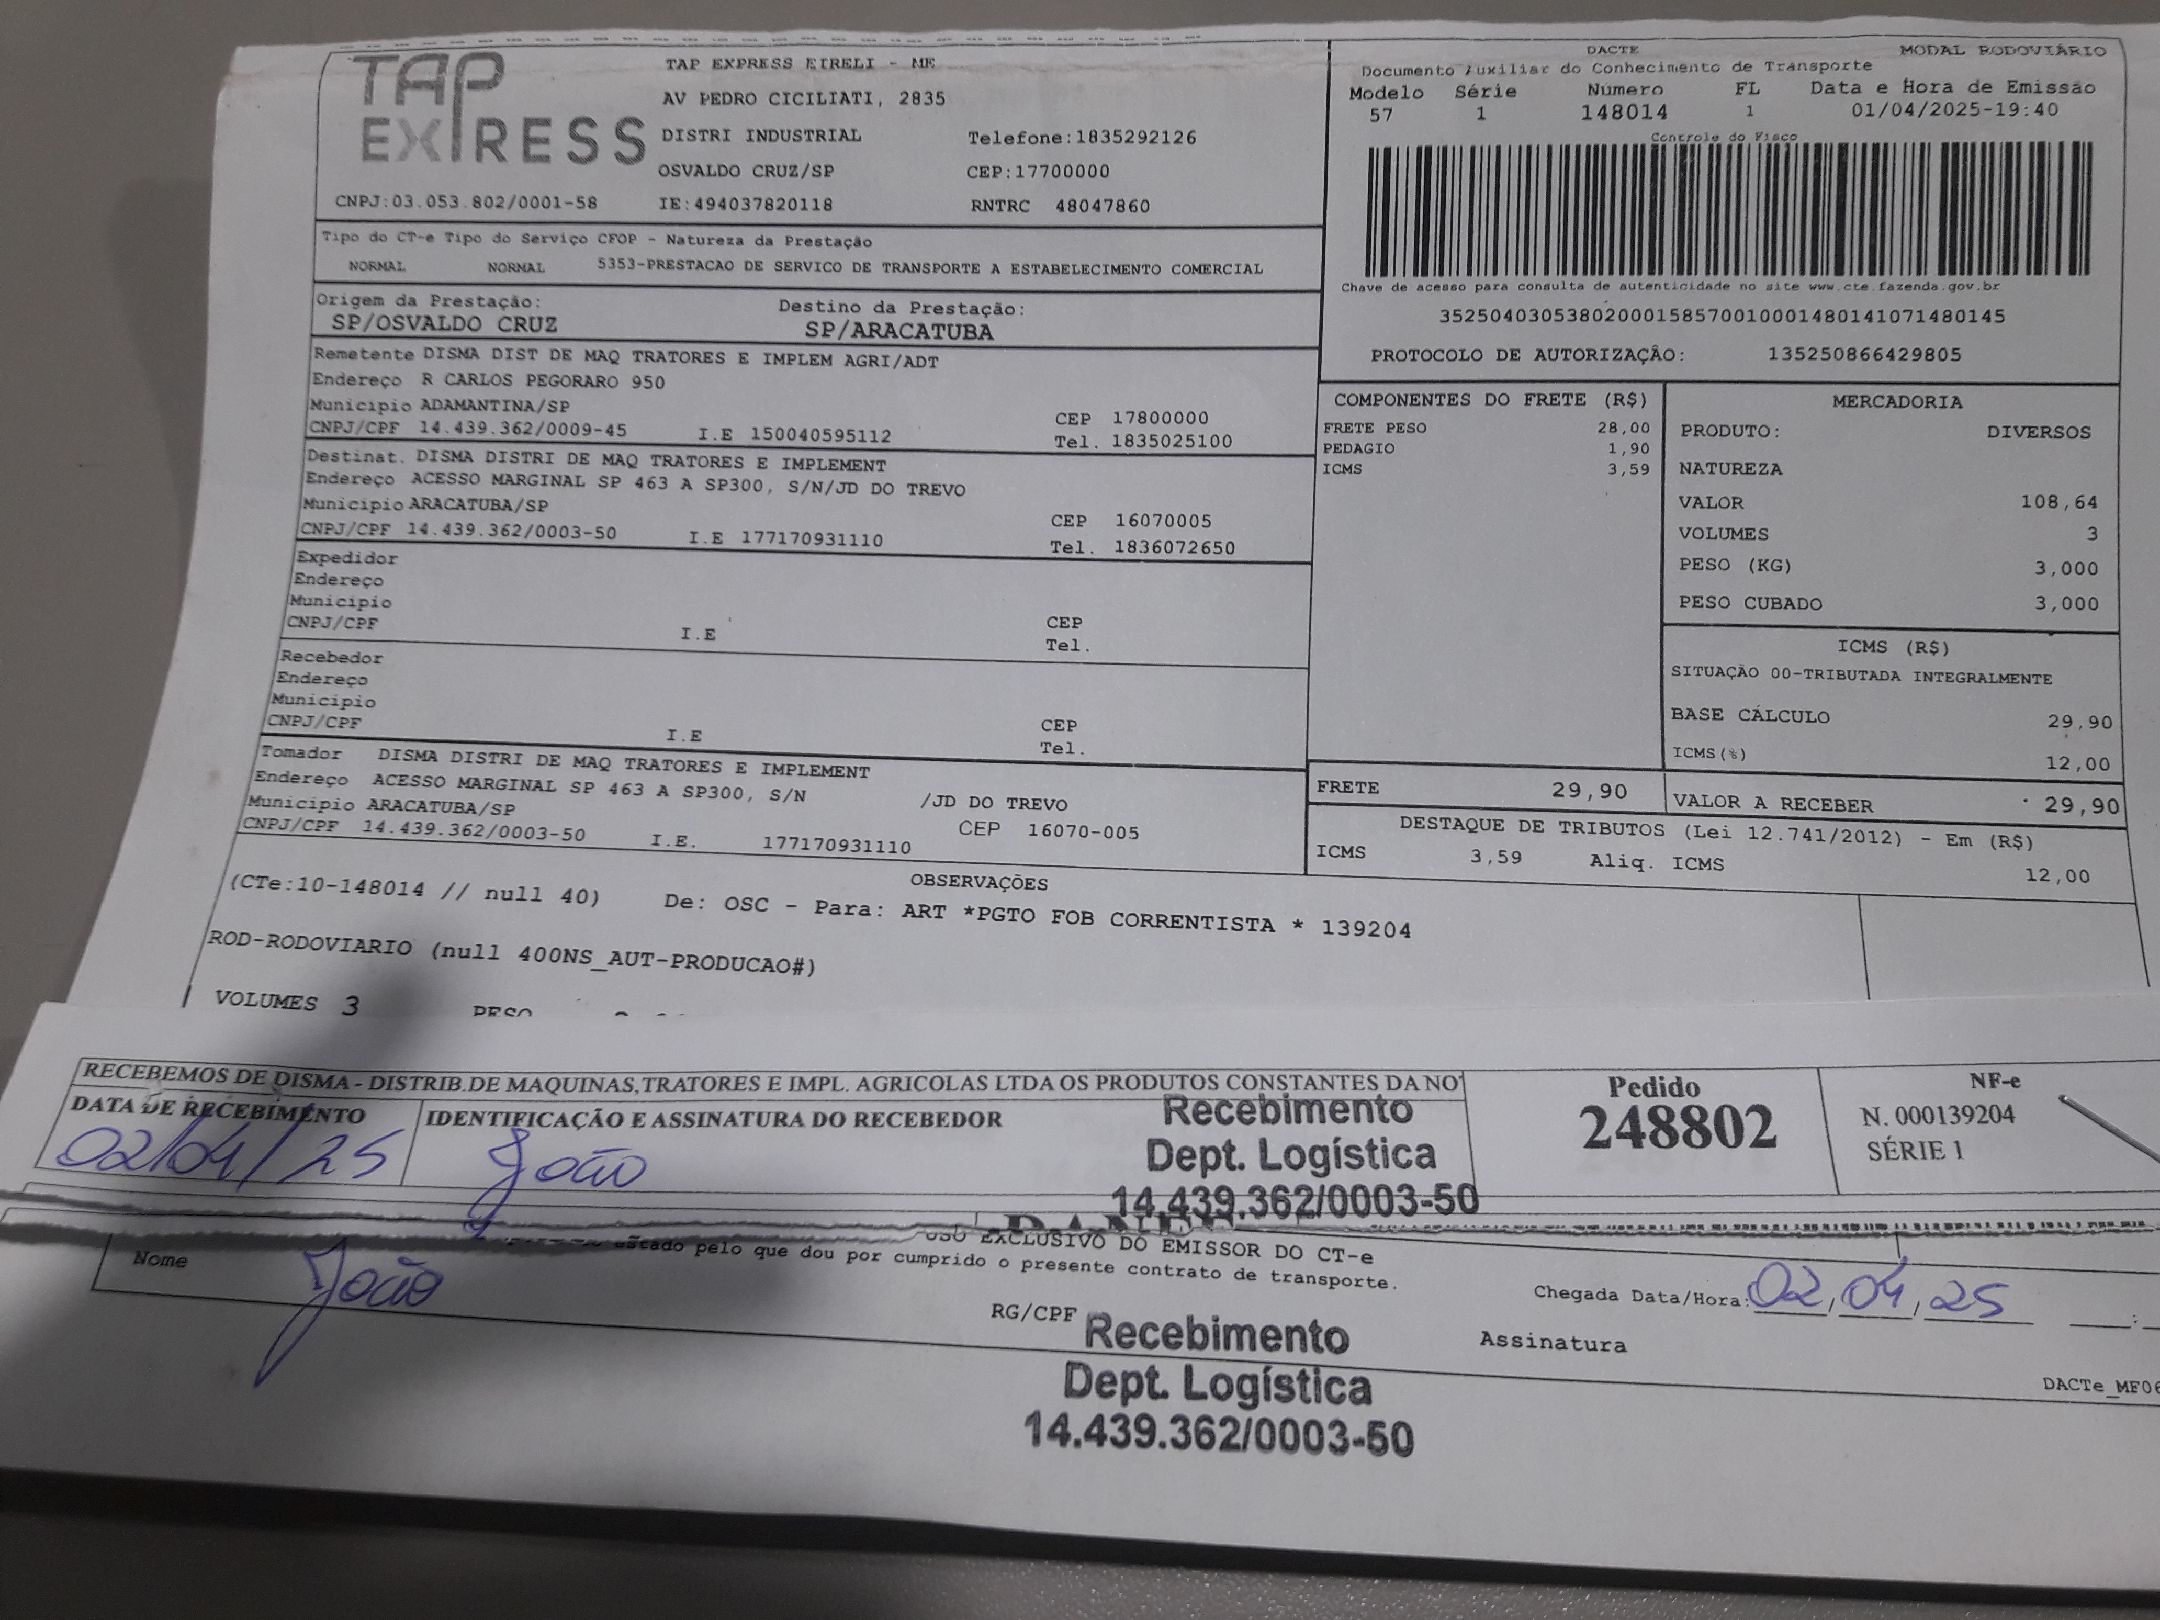 TAP EXPRESS
TAP EXPRESS EIRELI - ME
AV PEDRO CICILIATI, 2835
DISTRI INDUSTRIAL Telefone:1835292126
OSVALDO CRUZ/SP CEP:17700000
CNPJ:03.053.802/0001-58 IE:494037820118 RNTRC 48047860
DACTE MODAL RODOVIÁRIO
Documento Auxiliar do Conhecimento de Transporte
Modelo Série Número FL Data e Hora de Emissão
57 1 148014 1 01/04/2025-19:40
Controle do Fisco
Chave de acesso para consulta de autenticidade no site www.cte.fazenda.gov.br
35250403053802000158570010001480141071480145
PROTOCOLO DE AUTORIZAÇÃO: 135250866429805
Tipo do CT-e Tipo do Serviço CFOP - Natureza da Prestação
NORMAL NORMAL 5353-PRESTACAO DE SERVICO DE TRANSPORTE A ESTABELECIMENTO COMERCIAL
Origem da Prestação: Destino da Prestação:
SP/OSVALDO CRUZ SP/ARACATUBA
Remetente DISMA DIST DE MAQ TRATORES E IMPLEM AGRI/ADT
Endereço R CARLOS PEGORARO 950
Municipio ADAMANTINA/SP CEP 17800000
CNPJ/CPF 14.439.362/0009-45 I.E 150040595112 Tel. 1835025100
Destinat. DISMA DISTRI DE MAQ TRATORES E IMPLEMENT
Endereço ACESSO MARGINAL SP 463 A SP300, S/N/JD DO TREVO
Municipio ARACATUBA/SP CEP 16070005
CNPJ/CPF 14.439.362/0003-50 I.E 177170931110 Tel. 1836072650
Expedidor
Endereço
Municipio
CNPJ/CPF I.E CEP
Tel.
Recebedor
Endereço
Municipio
CNPJ/CPF I.E CEP
Tel.
Tomador DISMA DISTRI DE MAQ TRATORES E IMPLEMENT
Endereço ACESSO MARGINAL SP 463 A SP300, S/N /JD DO TREVO
Municipio ARACATUBA/SP CEP 16070-005
CNPJ/CPF 14.439.362/0003-50 I.E. 177170931110
COMPONENTES DO FRETE (R$)
FRETE PESO 28,00
PEDAGIO 1,90
ICMS 3,59
MERCADORIA
PRODUTO: DIVERSOS
NATUREZA
VALOR 108,64
VOLUMES 3
PESO (KG) 3,000
PESO CUBADO 3,000
ICMS (R$)
SITUAÇÃO 00-TRIBUTADA INTEGRALMENTE
BASE CÁLCULO 29,90
ICMS(%) 12,00
FRETE 29,90 VALOR A RECEBER 29,90
DESTAQUE DE TRIBUTOS (Lei 12.741/2012) - Em (R$)
ICMS 3,59 Aliq. ICMS 12,00
OBSERVAÇÕES
(CTe:10-148014 // null 40) De: OSC - Para: ART *PGTO FOB CORRENTISTA * 139204
ROD-RODOVIARIO (null 400NS_AUT-PRODUCAO#)
VOLUMES 3 PESO
RECEBEMOS DE DISMA - DISTRIB.DE MAQUINAS,TRATORES E IMPL. AGRICOLAS LTDA OS PRODUTOS CONSTANTES DA NO
DATA DE RECEBIMENTO IDENTIFICAÇÃO E ASSINATURA DO RECEBEDOR
02/04/25 João
Recebimento
Dept. Logística
14.439.362/0003-50
Pedido
248802
NF-e
N. 000139204
SÉRIE 1
USO EXCLUSIVO DO EMISSOR DO CT-e
estado pelo que dou por cumprido o presente contrato de transporte.
Nome João
RG/CPF
Chegada Data/Hora: 02,04,25
Assinatura
Recebimento
Dept. Logística
14.439.362/0003-50
DACTe_MF06